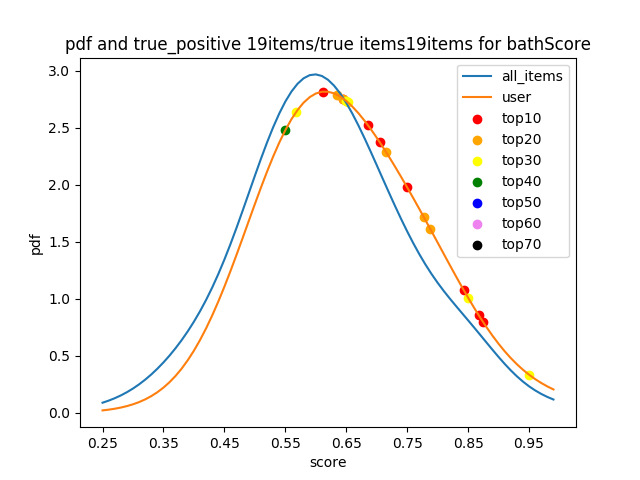 pdf and true_positive 19items/true items19items for bathScore
3.0
2.5
2.0
1.5
1.0
0.5
0.0
pdf
0.25 0.35 0.45 0.55 0.65 0.75 0.85 0.95
score
all_items
user
top10
top20
top30
top40
top50
top60
top70